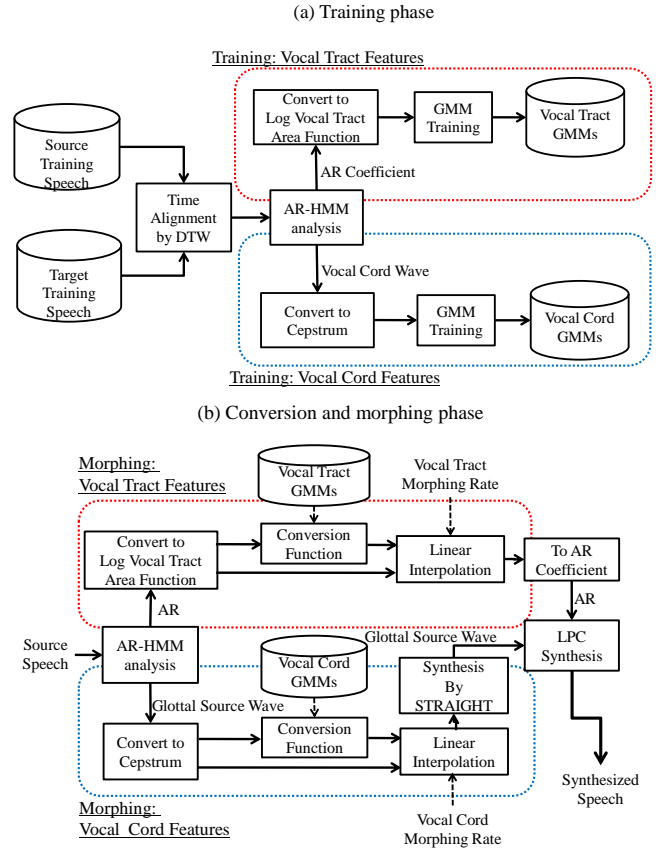 (a) Training phase
Training: Vocal Tract Features
Source
Training
Speech
Target
Training
Speech
Time
Alignment
by DTW
Convert to
Log Vocal Tract
Area Function
GMM
Training
Vocal Tract
GMMs
AR Coefficient
AR-HMM
analysis
Vocal Cord Wave
Convert to
Cepstrum
GMM
Training
Vocal Cord
GMMs
Training: Vocal Cord Features
(b) Conversion and morphing phase
Morphing:
Vocal Tract Features
Vocal Tract
GMMs
Vocal Tract
Morphing Rate
Convert to
Log Vocal Tract
Area Function
Conversion
Function
Linear
Interpolation
To AR
Coefficient
AR
AR
Source
Speech
AR-HMM
analysis
Vocal Cord
GMMs
Glottal Source Wave
LPC
Synthesis
Synthesis
By
STRAIGHT
Glottal Source Wave
Convert to
Cepstrum
Conversion
Function
Linear
Interpolation
Synthesized
Speech
Morphing:
Vocal Cord Features
Vocal Cord
Morphing Rate